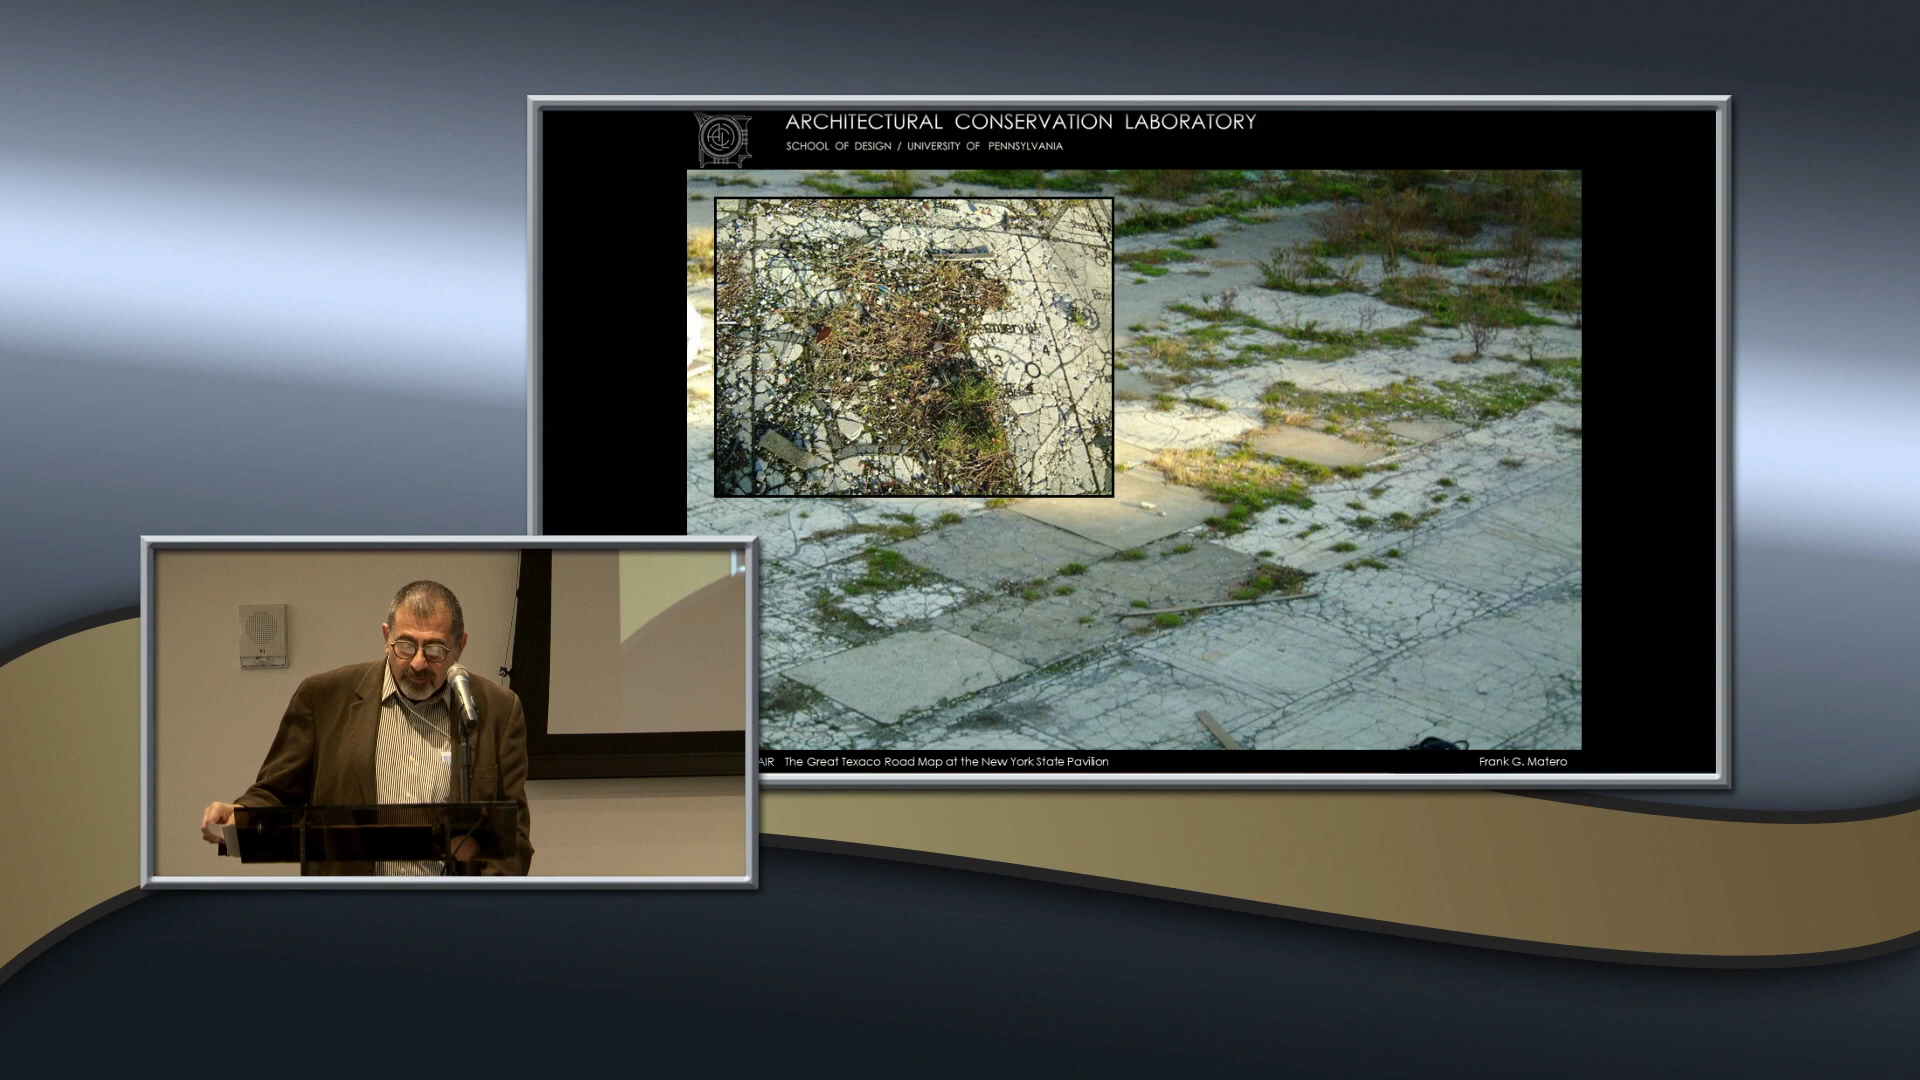 ARCHITECTURAL CONSERVATION LABORATORY
SCHOOL OF DESIGN / UNIVERSITY OF PENNSYLVANIA
AIR The Great Texaco Road Map at the New York State Pavilion
Frank G. Matero